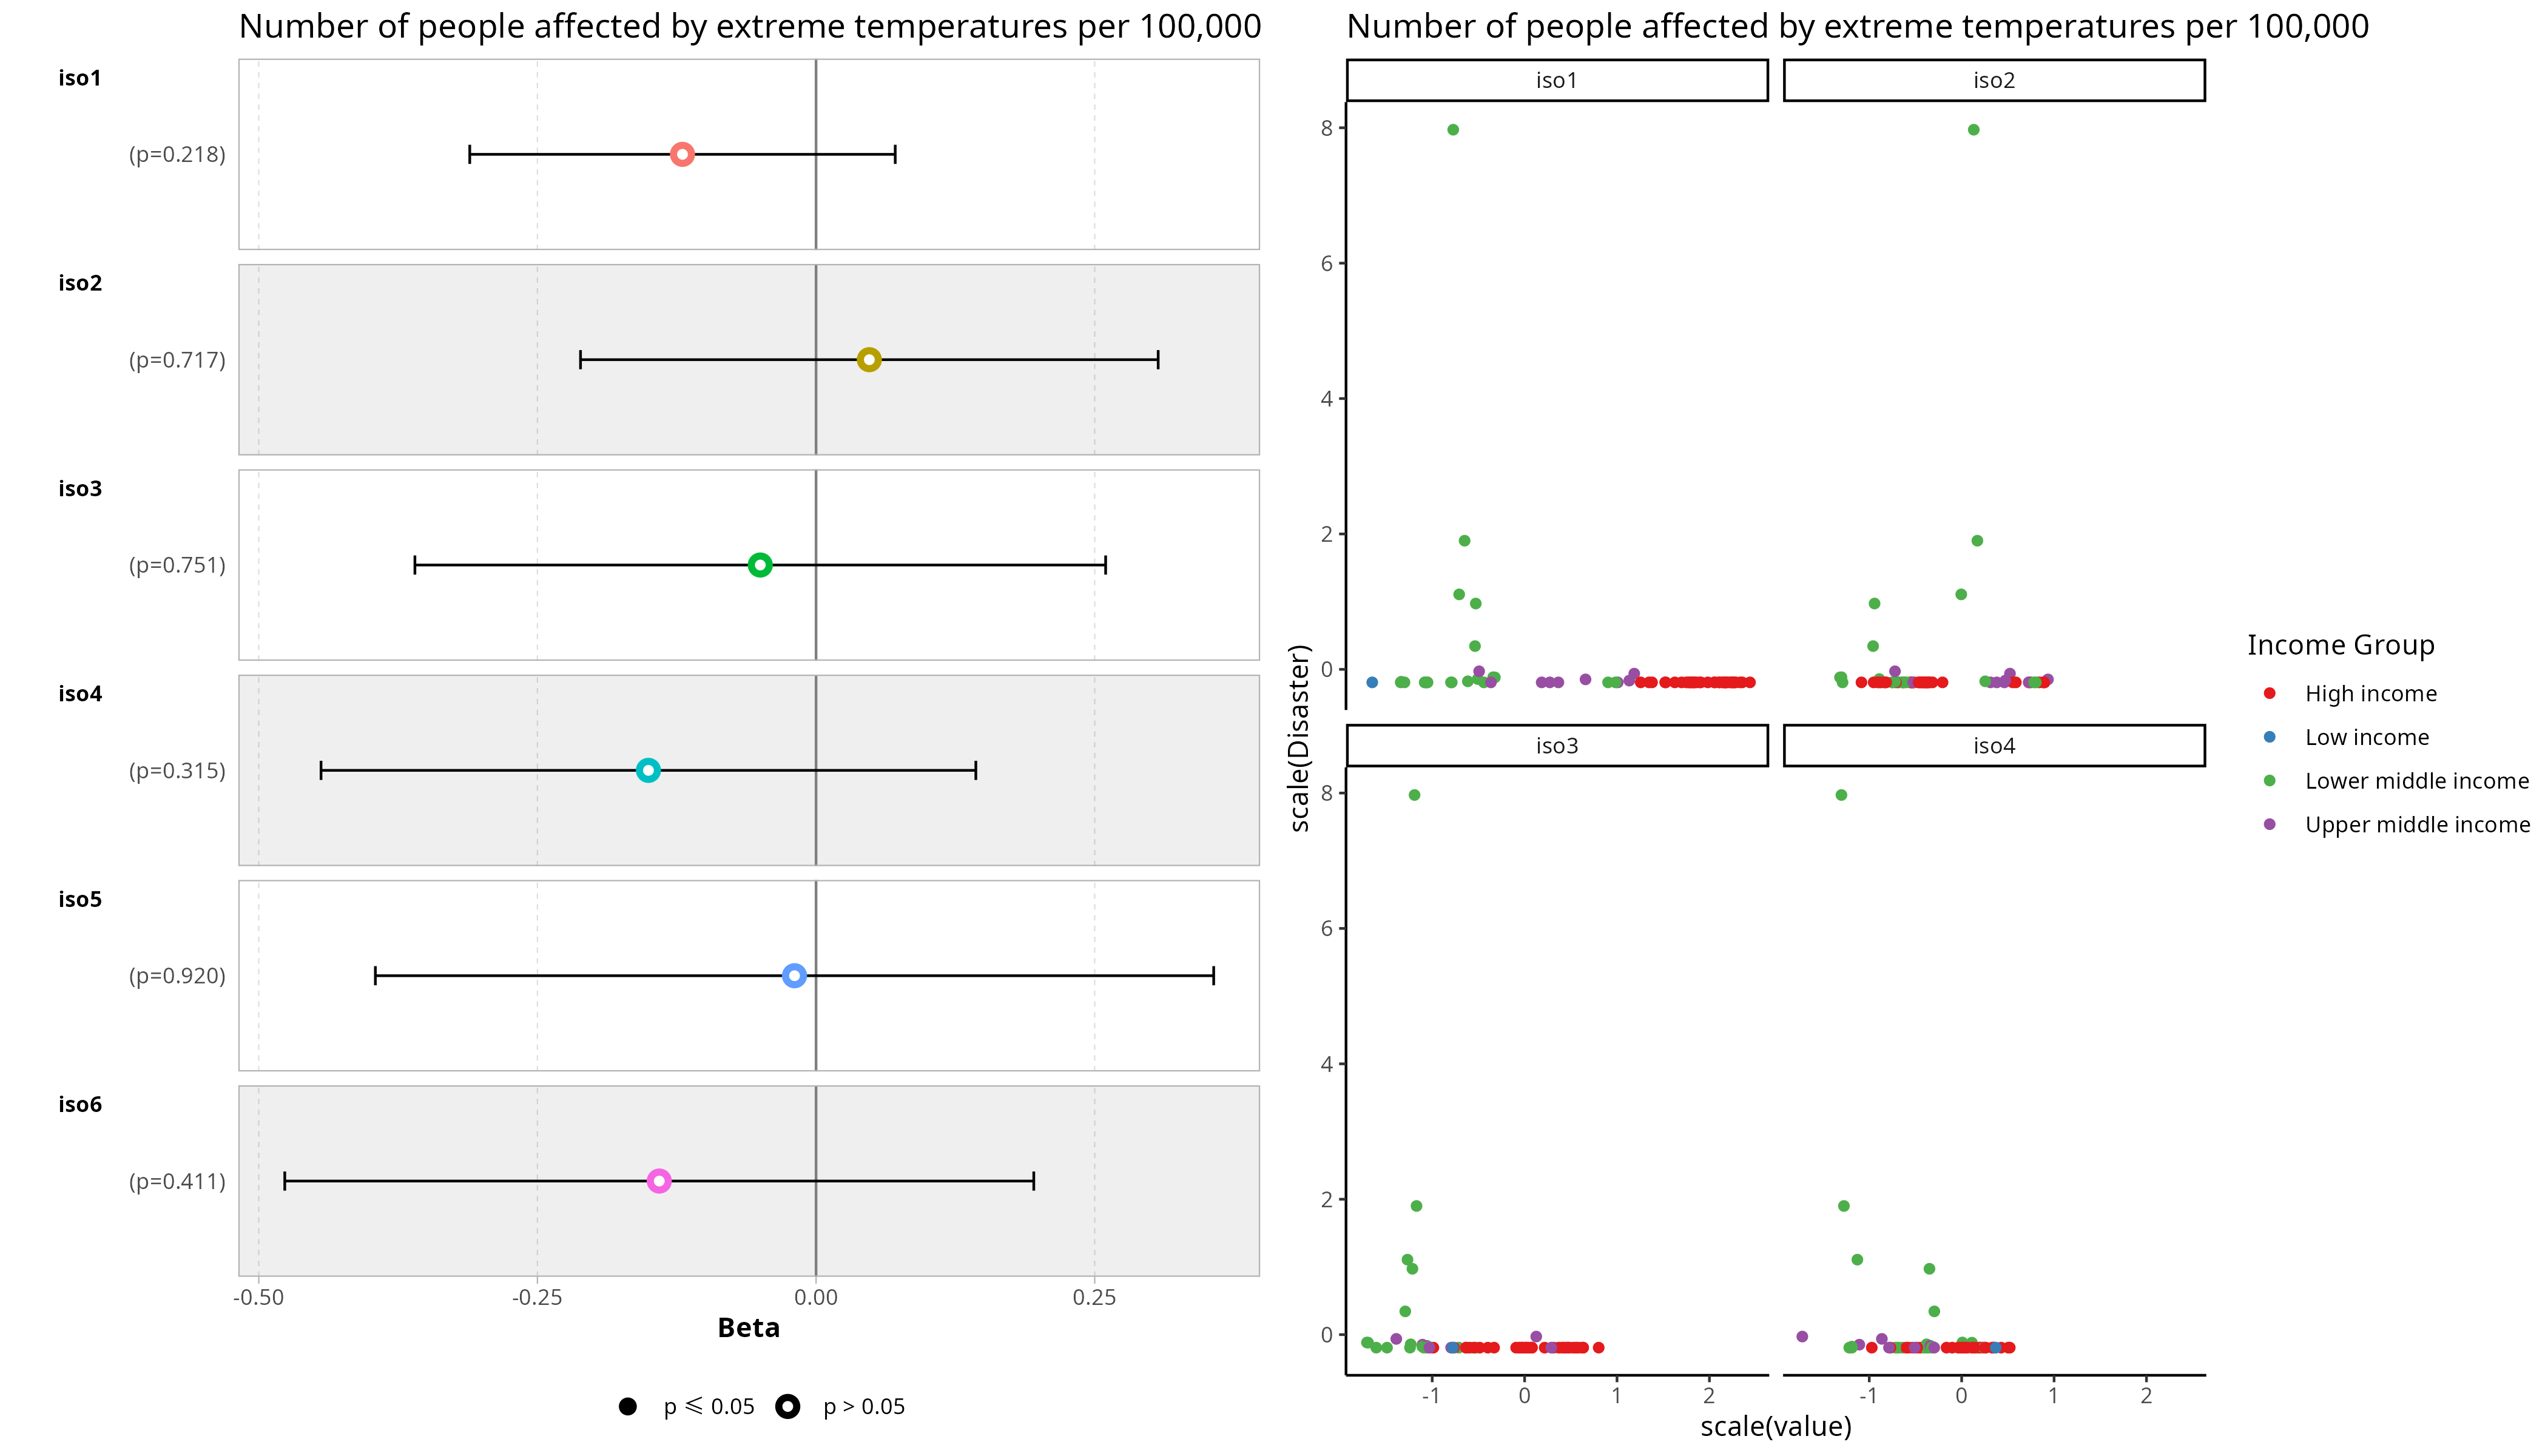 Number of people affected by extreme temperatures per 100,000
iso1
(p=0.218)
iso2
(p=0.717)
iso3
(p=0.751)
iso4
(p=0.315)
iso5
(p=0.920)
iso6
(p=0.411)
-0.50 -0.25 0.00 0.25
Beta
p ⩽ 0.05 p > 0.05
Number of people affected by extreme temperatures per 100,000
iso1 iso2
8
6
4
2
0
iso3 iso4
8
6
4
2
0
-1 0 1 2 -1 0 1 2
scale(value)
scale(Disaster)
Income Group
High income
Low income
Lower middle income
Upper middle income